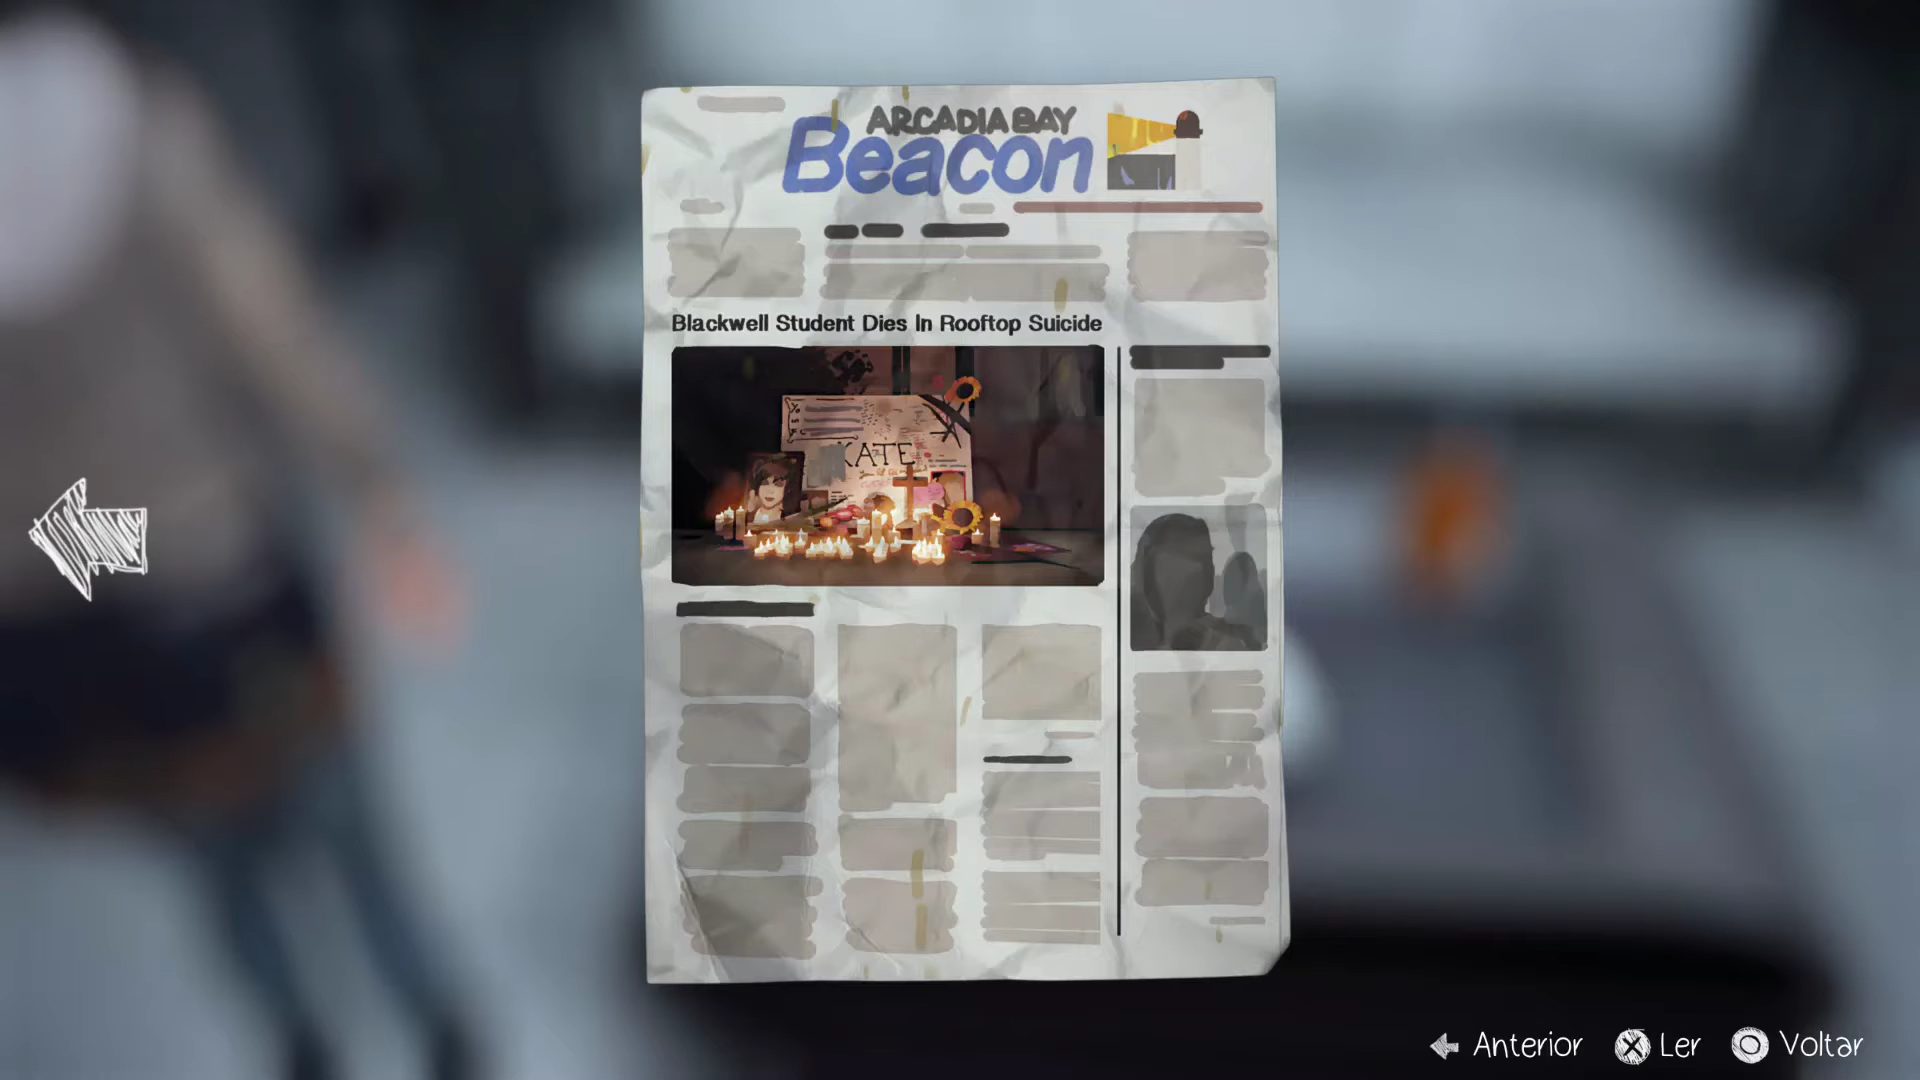 ARCADIA BAY
Beacon
Blackwell Student Dies In Rooftop Suicide
KATE
Anterior
Ler
Voltar